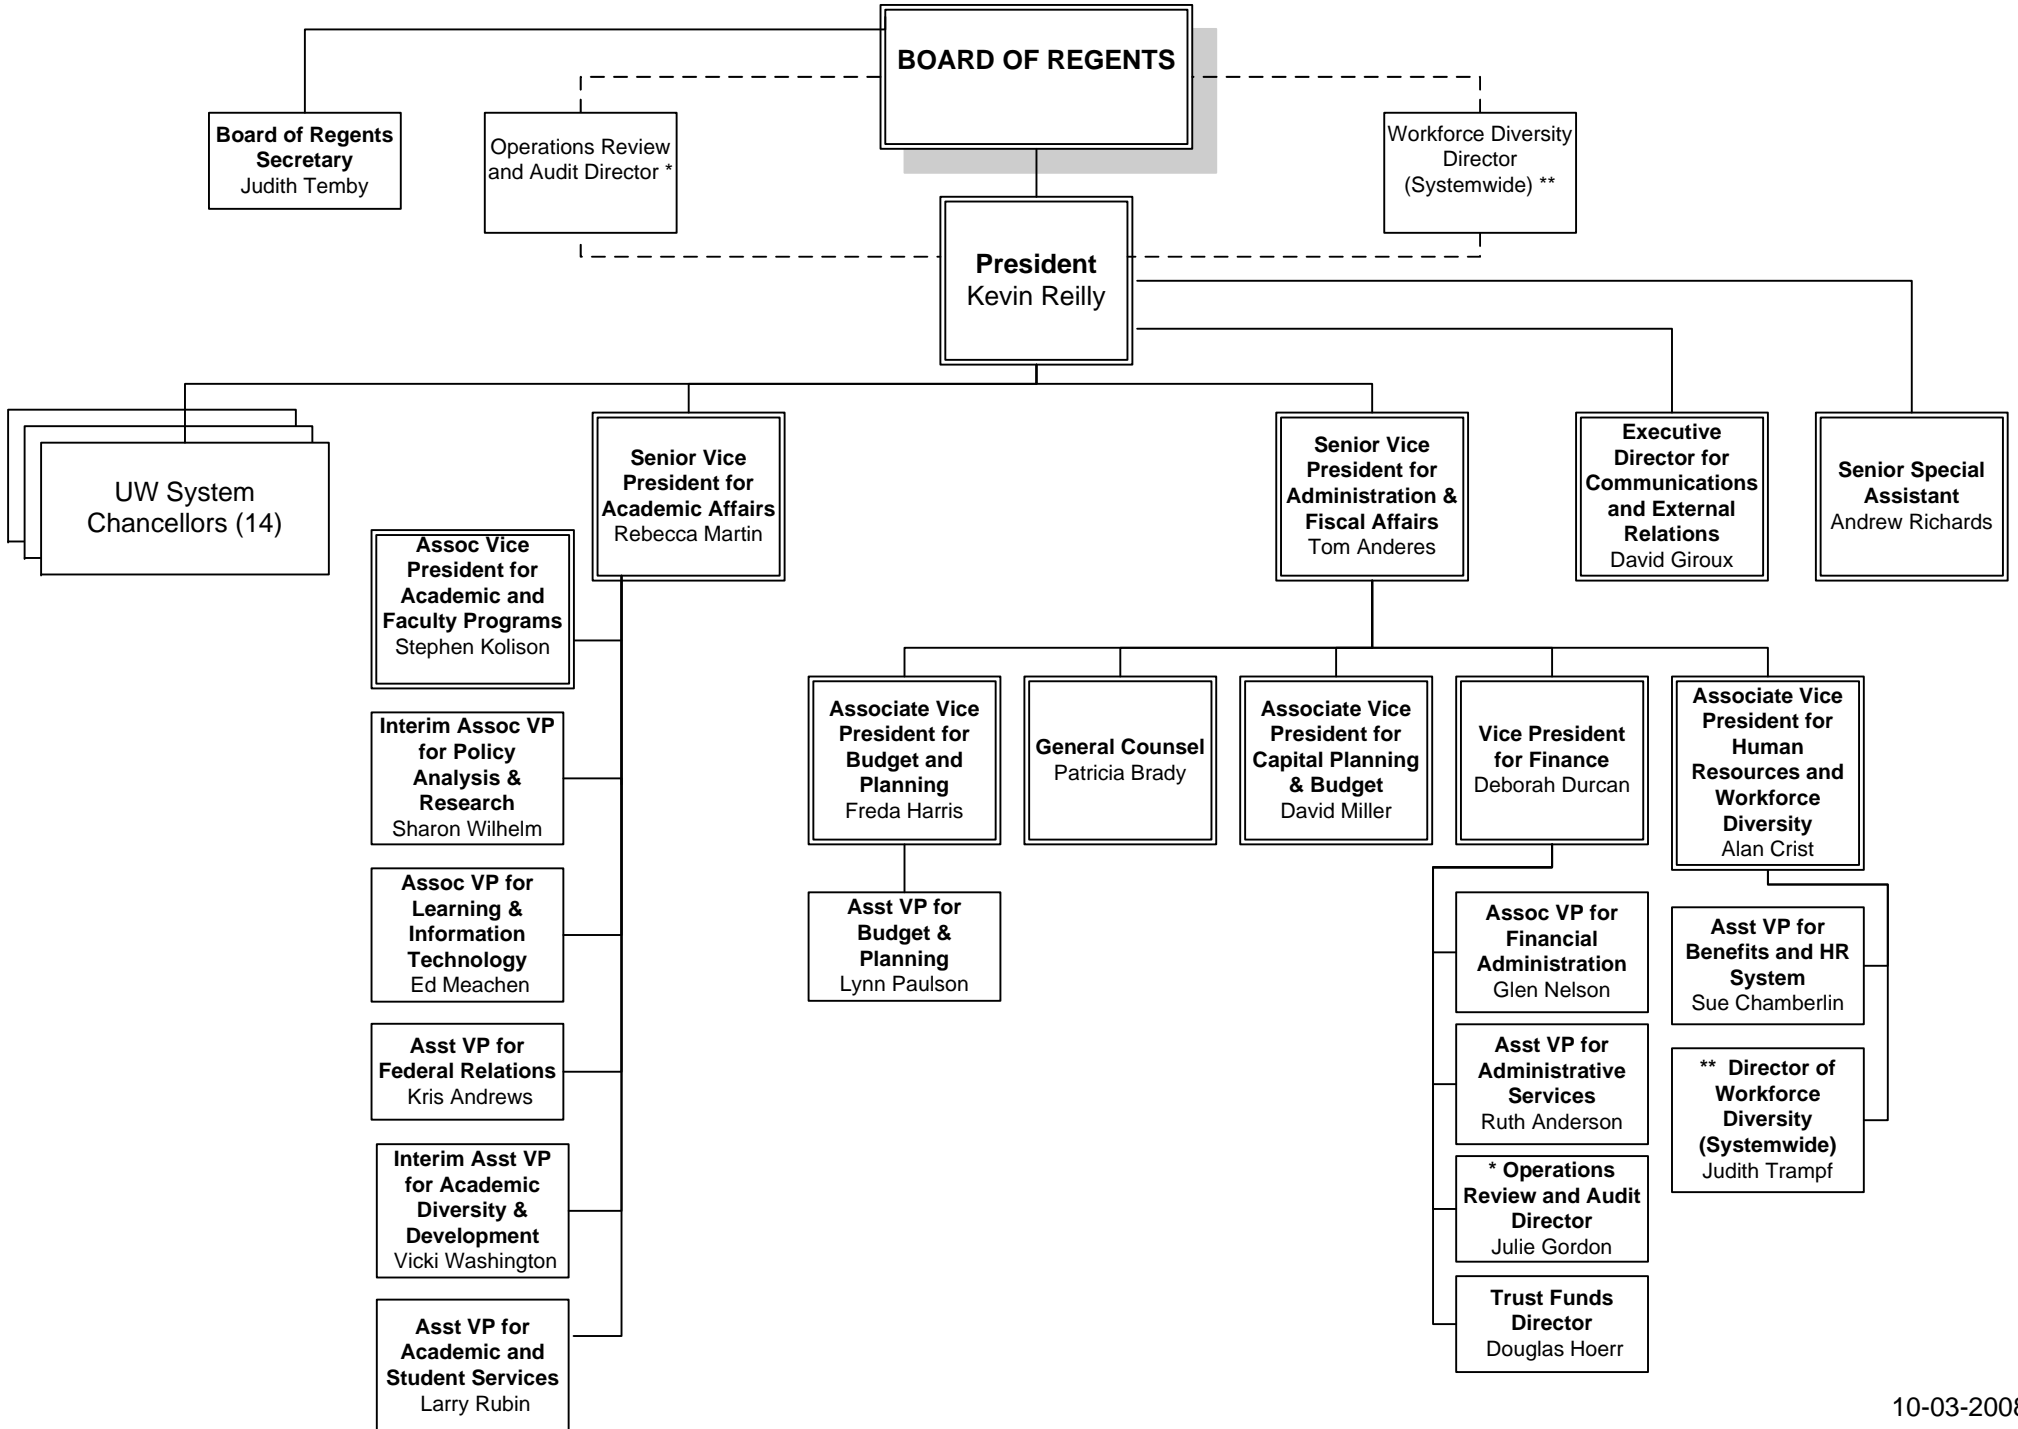 BOARD OF REGENTS
Board of Regents
Secretary
Judith Temby
Operations Review
and Audit Director *
Workforce Diversity
Director
(Systemwide) **
President
Kevin Reilly
UW System
Chancellors (14)
Senior Vice
President for
Academic Affairs
Rebecca Martin
Senior Vice
President for
Administration &
Fiscal Affairs
Tom Anderes
Executive
Director for
Communications
and External
Relations
David Giroux
Senior Special
Assistant
Andrew Richards
Assoc Vice
President for
Academic and
Faculty Programs
Stephen Kolison
Interim Assoc VP
for Policy
Analysis &
Research
Sharon Wilhelm
Assoc VP for
Learning &
Information
Technology
Ed Meachen
Asst VP for
Federal Relations
Kris Andrews
Interim Asst VP
for Academic
Diversity &
Development
Vicki Washington
Asst VP for
Academic and
Student Services
Larry Rubin
Associate Vice
President for
Budget and
Planning
Freda Harris
General Counsel
Patricia Brady
Associate Vice
President for
Capital Planning
& Budget
David Miller
Vice President
for Finance
Deborah Durcan
Associate Vice
President for
Human
Resources and
Workforce
Diversity
Alan Crist
Asst VP for
Budget &
Planning
Lynn Paulson
Assoc VP for
Financial
Administration
Glen Nelson
Asst VP for
Administrative
Services
Ruth Anderson
* Operations
Review and Audit
Director
Julie Gordon
Trust Funds
Director
Douglas Hoerr
Asst VP for
Benefits and HR
System
Sue Chamberlin
** Director of
Workforce
Diversity
(Systemwide)
Judith Trampf
10-03-2008